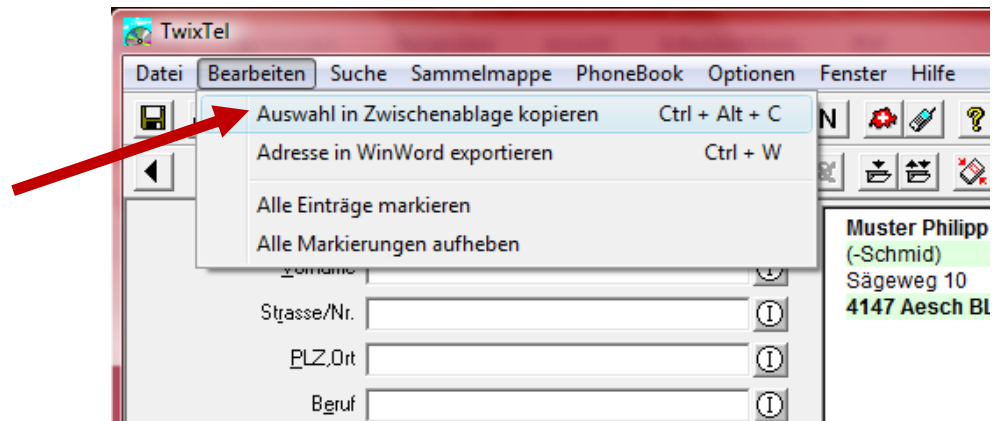 TwixTel
Datei Bearbeiten Suche Sammelmappe PhoneBook Optionen Fenster Hilfe
Auswahl in Zwischenablage kopieren Ctrl + Alt + C
N
Adresse in WinWord exportieren Ctrl + W
Alle Einträge markieren
Alle Markierungen aufheben
Muster Philipp
(-Schmid)
Sägeweg 10
4147 Aesch BL
Vorname
Strasse/Nr.
PLZ,Ort
Beruf